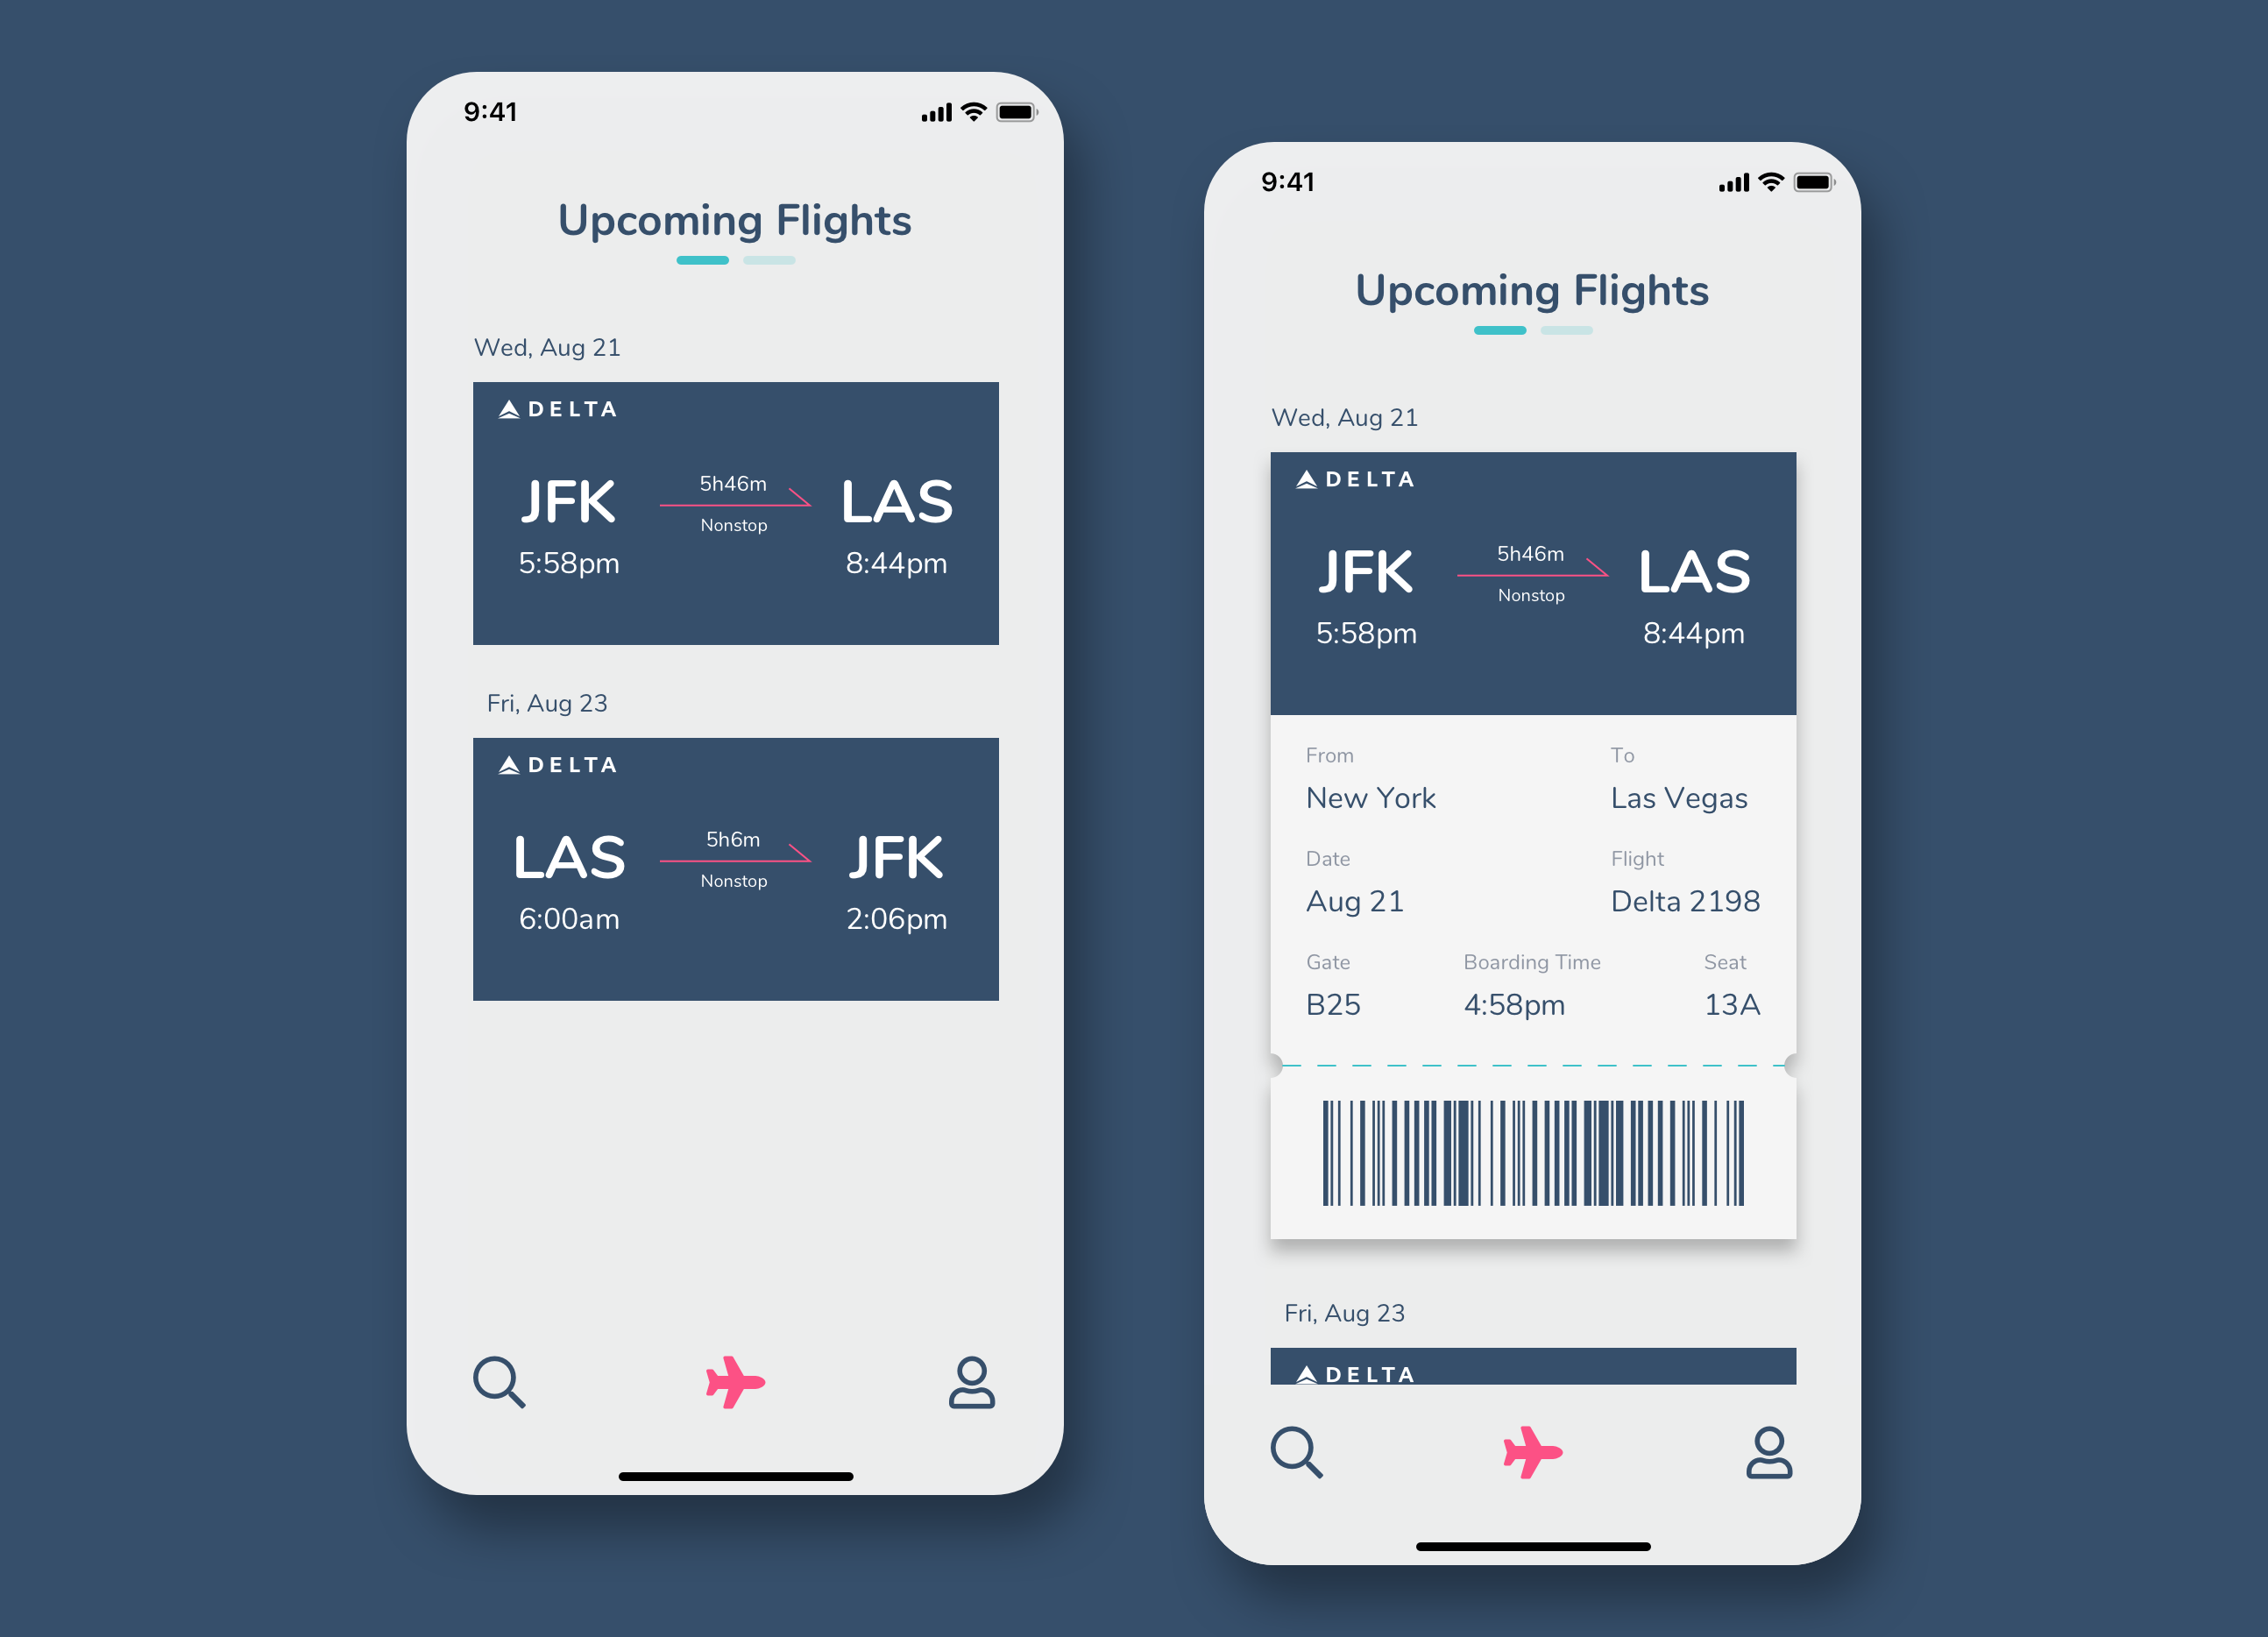 9:41
Upcoming Flights
Wed, Aug 21
DELTA
5h46m
JFK LAS
Nonstop
5:58pm 8:44pm
Fri, Aug 23
DELTA
5h6m
LAS JFK
Nonstop
6:00am 2:06pm
9:41
Upcoming Flights
Wed, Aug 21
DELTA
5h46m
JFK LAS
Nonstop
5:58pm 8:44pm
From To
New York Las Vegas
Date Flight
Aug 21 Delta 2198
Gate Boarding Time Seat
B25 4:58pm 13A
Fri, Aug 23
DELTA